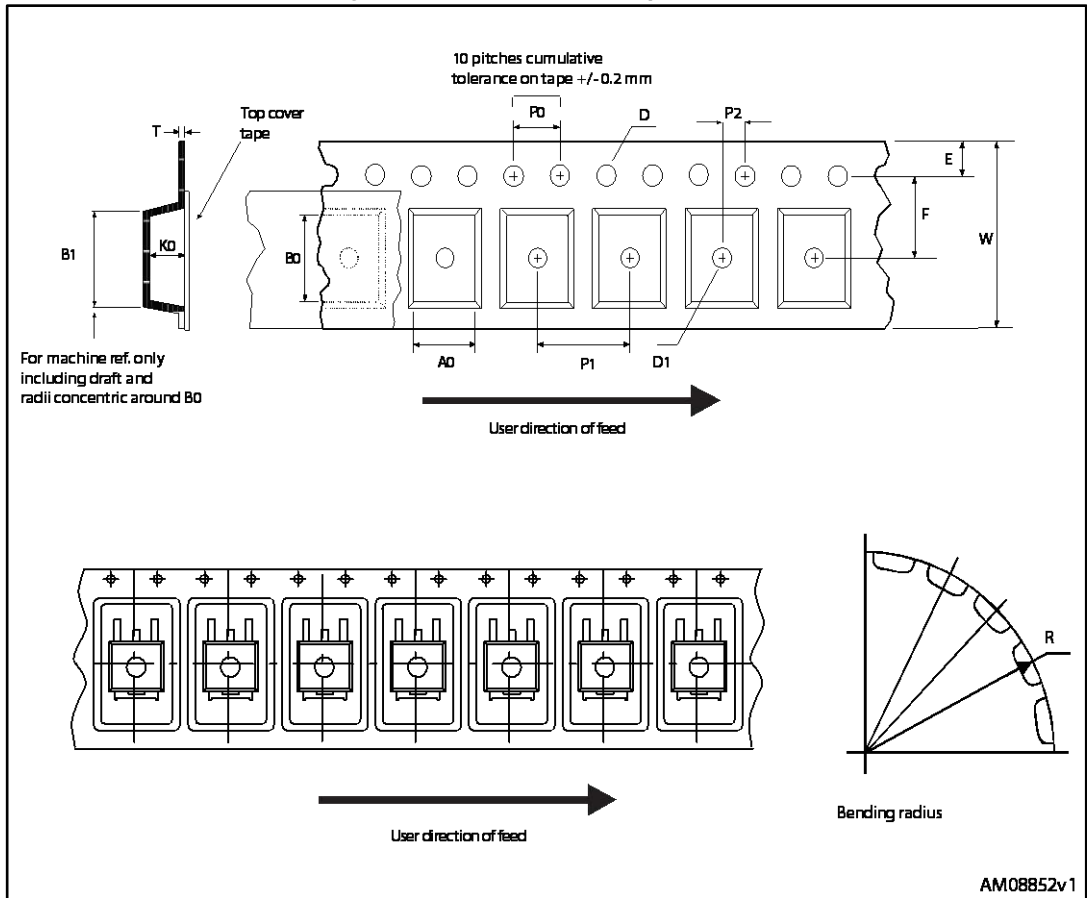 10 pitches cumulative
tolerance on tape +/- 0.2 mm
P0
D
P2
T
Top cover
tape
E
F
W
B1
K0
B0
For machine ref. only
including draft and
radii concentric around B0
A0
P1
D1
User direction of feed
R
Bending radius
User direction of feed
AM08852v1